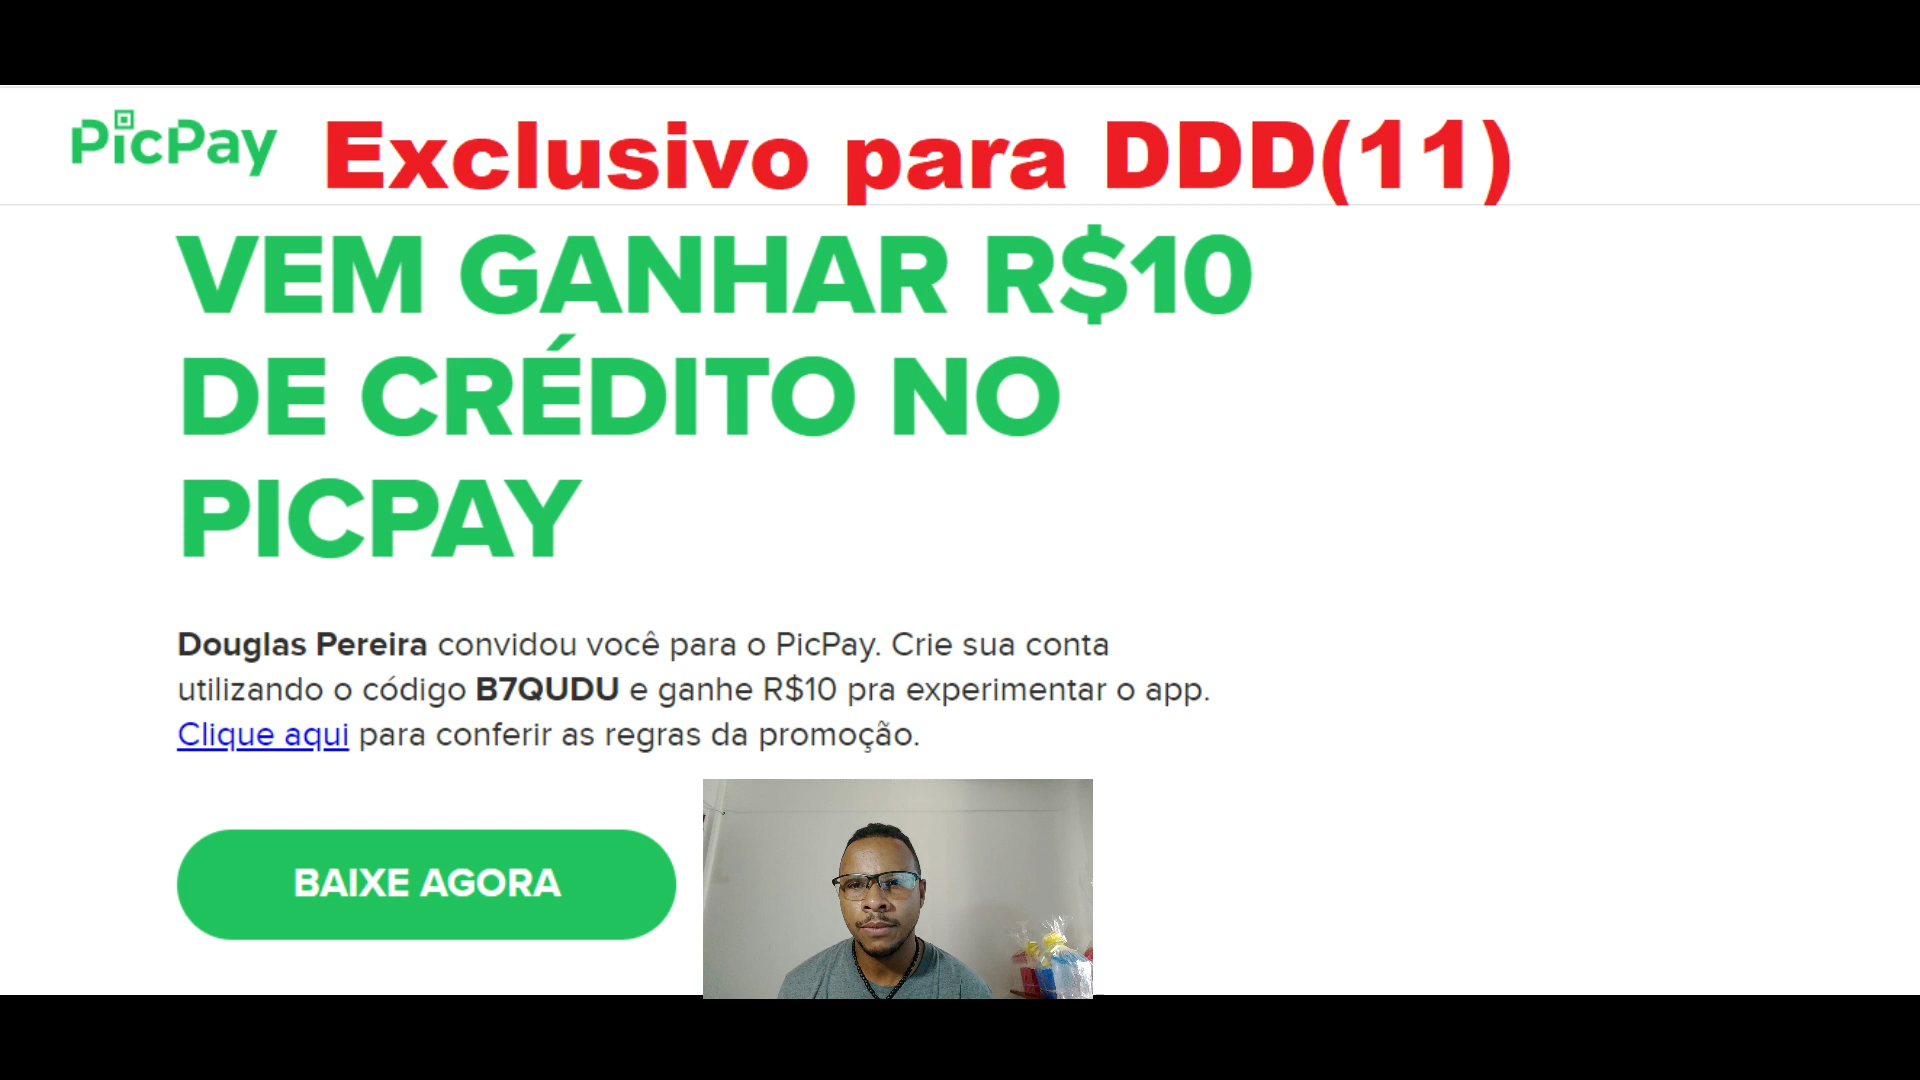 PicPay Exclusivo para DDD(11)
VEM GANHAR R$10
DE CRÉDITO NO
PICPAY
Douglas Pereira convidou você para o PicPay. Crie sua conta
utilizando o código B7QUDU e ganhe R$10 pra experimentar o app.
Clique aqui para conferir as regras da promoção.
BAIXE AGORA